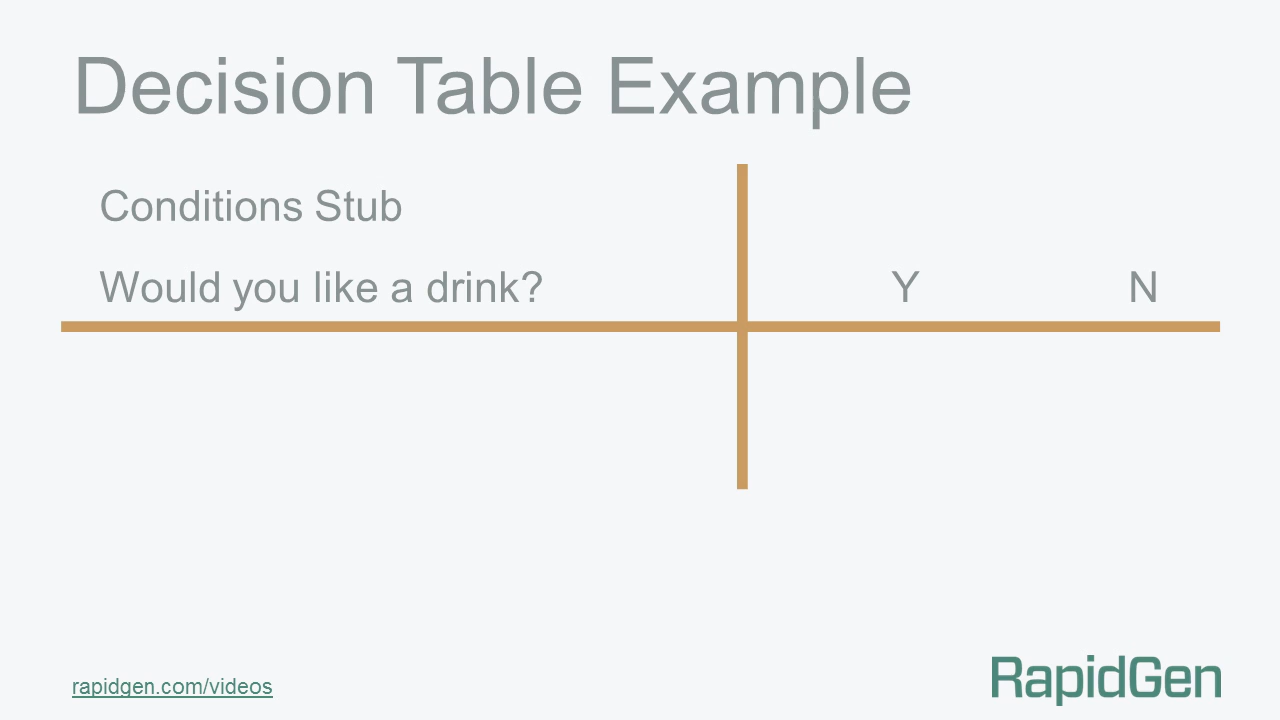 Decision Table Example
Conditions Stub
Would you like a drink? Y N
rapidgen.com/videos
RapidGen